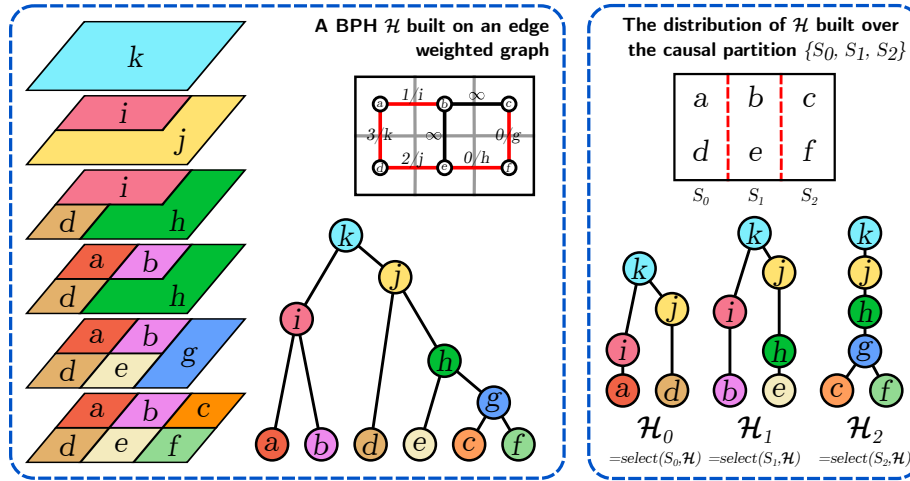 A BPH ℋ built on an edge
weighted graph
k
i
j
i
d
h
a
b
d
h
a
b
d
e
g
a
b
c
d
e
f
a
1/i
b
∞
c
3/k
∞
0/g
d
2/j
e
0/h
f
k
j
i
h
g
a
b
d
e
c
f
The distribution of ℋ built over
the causal partition {S₀, S₁, S₂}
a b c
d e f
S₀ S₁ S₂
k
j
i
a
d
k
j
i
h
b
e
k
j
h
g
c
f
ℋ₀ ℋ₁ ℋ₂
=select(S₀,ℋ) =select(S₁,ℋ) =select(S₂,ℋ)